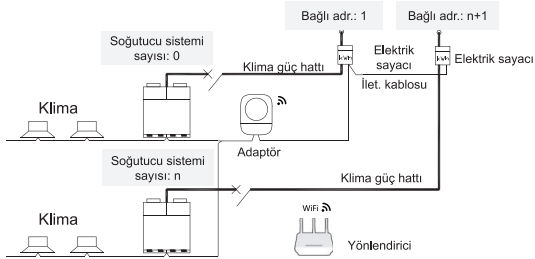 Bağlı adr.: 1
Bağlı adr.: n+1
Soğutucu sistemi
sayısı: 0
Elektrik
sayacı
kWh
kWh
Elektrik sayacı
Klima güç hattı
İlet. kablosu
Klima
Adaptör
Soğutucu sistemi
sayısı: n
Klima güç hattı
Klima
WiFi
Yönlendirici